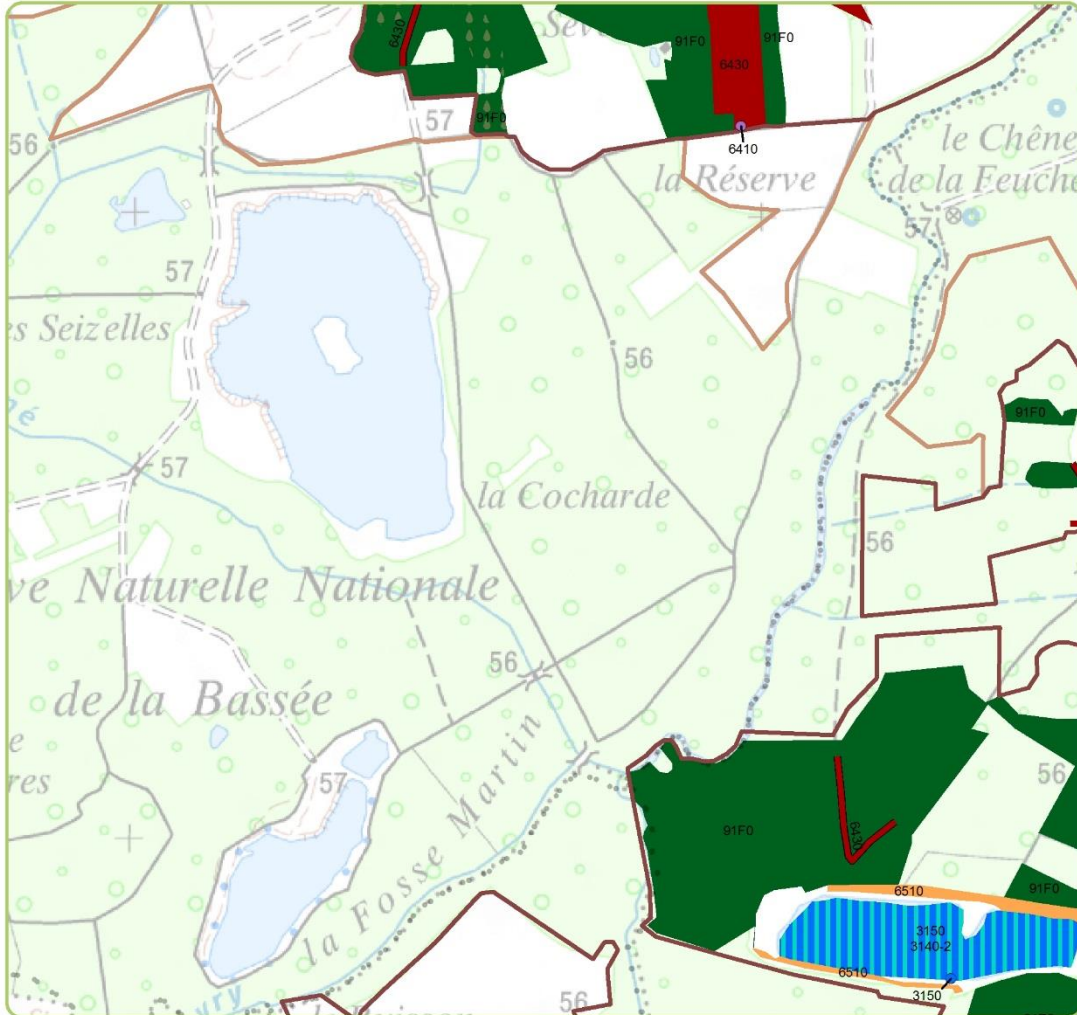 6430
91F0
91F0
6430
91F0
6410
57
56
le Chêne
de la Feuche
la Réserve
57
57
es Seizelles
56
91F0
57
la Cocharde
56
ve Naturelle Nationale
56
de la Bassée
57
56
91F0
6430
la Fosse Martin
6510
91F0
3150
3140-2
6510
3150
56